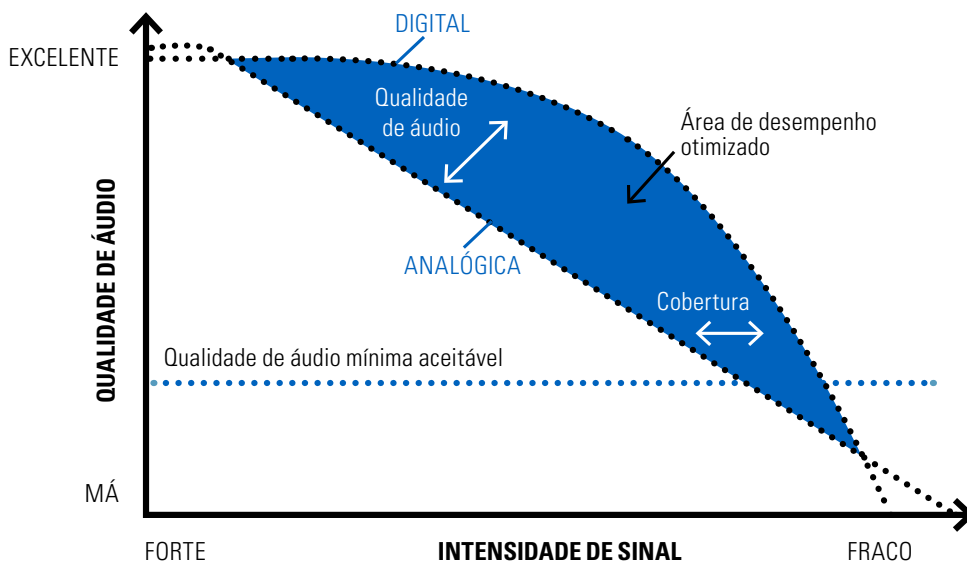 DIGITAL
EXCELENTE
Qualidade
de áudio
Área de desempenho
otimizado
QUALIDADE DE ÁUDIO
ANALÓGICA
Cobertura
Qualidade de áudio mínima aceitável
MÁ
FORTE
INTENSIDADE DE SINAL
FRACO